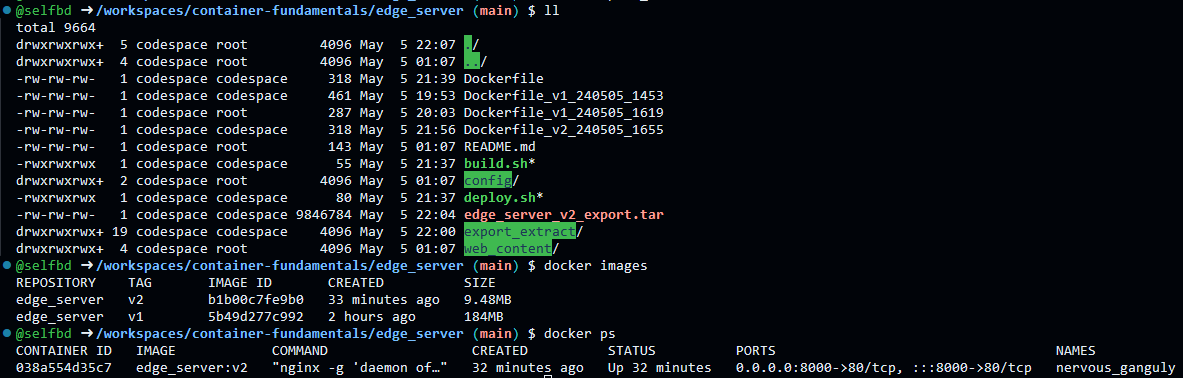 @selfbd ➜ /workspaces/container-fundamentals/edge_server (main) $ ll
total 9664
drwxrwxrwx+  5 codespace root         4096 May  5 22:07 ./
drwxrwxrwx+  4 codespace root         4096 May  5 01:07 ../
-rw-rw-rw-   1 codespace codespace     318 May  5 21:39 Dockerfile
-rw-rw-rw-   1 codespace codespace     461 May  5 19:53 Dockerfile_v1_240505_1453
-rw-rw-rw-   1 codespace root          287 May  5 20:03 Dockerfile_v1_240505_1619
-rw-rw-rw-   1 codespace codespace     318 May  5 21:56 Dockerfile_v2_240505_1655
-rw-rw-rw-   1 codespace root          143 May  5 01:07 README.md
-rwxrwxrwx   1 codespace codespace      55 May  5 21:37 build.sh*
drwxrwxrwx+  2 codespace root         4096 May  5 01:07 config/
-rwxrwxrwx   1 codespace codespace      80 May  5 21:37 deploy.sh*
-rw-rw-rw-   1 codespace codespace 9846784 May  5 22:04 edge_server_v2_export.tar
drwxrwxrwx+ 19 codespace codespace    4096 May  5 22:00 export_extract/
drwxrwxrwx+  4 codespace root         4096 May  5 01:07 web_content/
@selfbd ➜ /workspaces/container-fundamentals/edge_server (main) $ docker images
REPOSITORY    TAG       IMAGE ID       CREATED          SIZE
edge_server   v2        b1b00c7fe9b0   33 minutes ago   9.48MB
edge_server   v1        5b49d277c992   2 hours ago      184MB
@selfbd ➜ /workspaces/container-fundamentals/edge_server (main) $ docker ps
CONTAINER ID   IMAGE            COMMAND                  CREATED          STATUS          PORTS                                   NAMES
038a554d35c7   edge_server:v2   "nginx -g 'daemon of…"   32 minutes ago   Up 32 minutes   0.0.0.0:8000->80/tcp, :::8000->80/tcp   nervous_ganguly